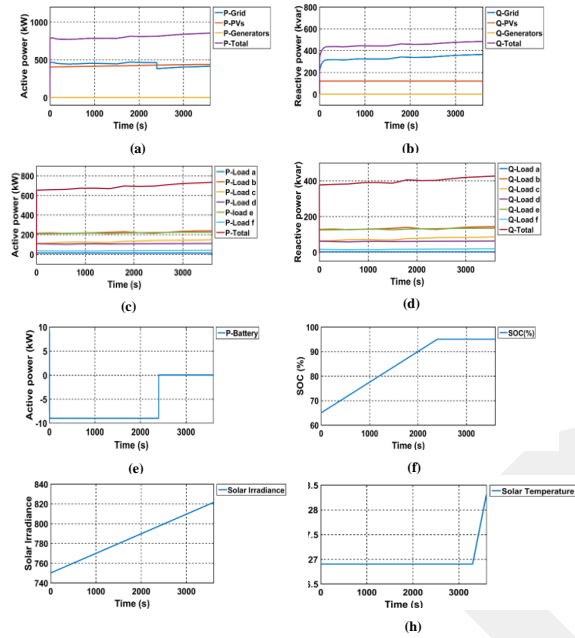 1000
500
0
0 1000 2000 3000
Active power (kW)
Time (s)
P-Grid
P-PVs
P-Generators
P-Total
(a)
800
600
400
200
0
0 1000 2000 3000
Reactive power (kvar)
Time (s)
Q-Grid
Q-PVs
Q-Generators
Q-Total
(b)
800
600
400
200
0
0 1000 2000 3000
Active power (kW)
Time (s)
P-Load a
P-Load b
P-Load c
P-Load d
P-load e
P-Load f
P-Total
(c)
400
200
0
0 1000 2000 3000
Reactive power (kvar)
Time (s)
Q-Load a
Q-Load b
Q-Load c
Q-Load d
Q-Load e
Q-Load f
Q-Total
(d)
10
5
0
-5
-10
0 1000 2000 3000
Active power (kW)
Time (s)
P-Battery
(e)
100
90
80
70
60
0 1000 2000 3000
SOC (%)
Time (s)
SOC(%)
(f)
840
820
800
780
760
740
0 1000 2000 3000
Solar Irradiance
Time (s)
Solar Irradiance
.5
28
7.5
27
5.5
0 1000 2000 3000
Time (s)
Solar Temperature
(h)